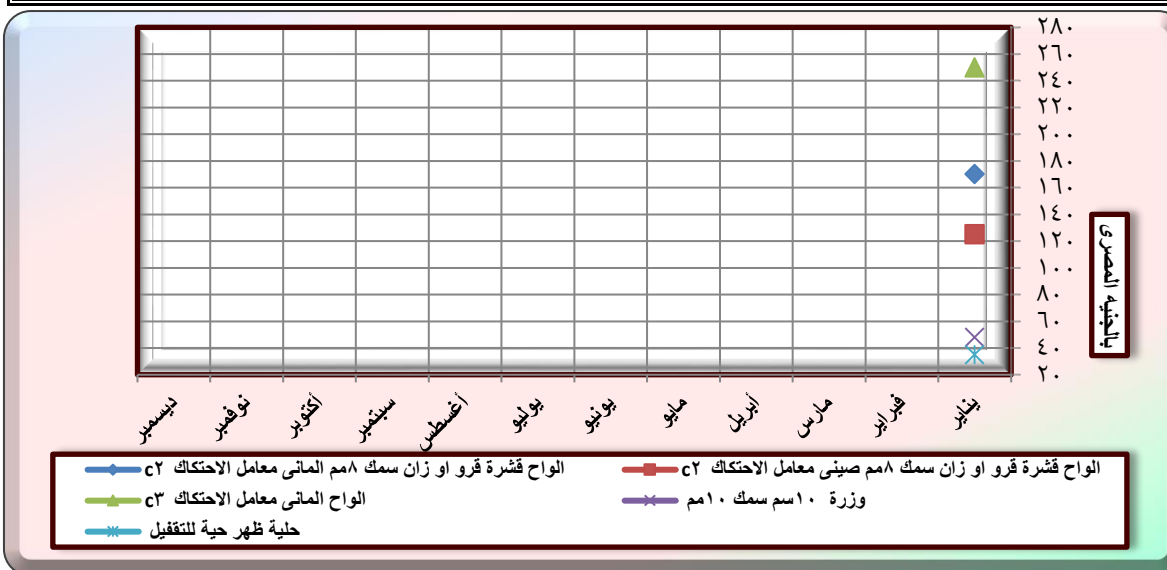 ٢٨٠
٢٦٠
٢٤٠
٢٢٠
٢٠٠
١٨٠
١٦٠
١٤٠
١٢٠
١٠٠
٨٠
٦٠
٤٠
٢٠
بالجنيه المصرى
يناير
فبراير
مارس
أبريل
مايو
يونيو
يوليو
أغسطس
سبتمبر
أكتوبر
نوفمبر
ديسمبر
الواح قشرة قرو او زان سمك ٨مم صينى معامل الاحتكاك c٢
الواح قشرة قرو او زان سمك ٨مم المانى معامل الاحتكاك c٢
وزرة ١٠سم سمك ١٠مم
الواح المانى معامل الاحتكاك c٣
حلية ظهر حية للتقفيل